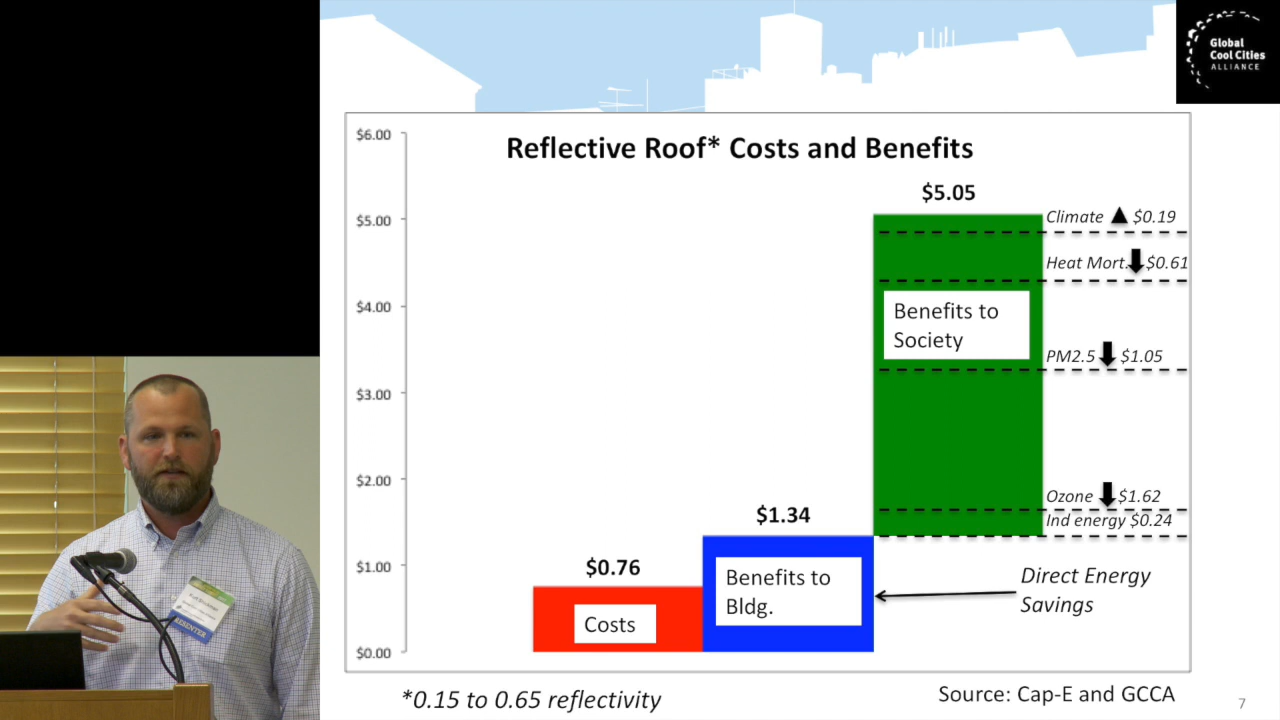 Global
Cool Cities
ALLIANCE
Reflective Roof* Costs and Benefits
$6.00
$5.00
$4.00
$3.00
$2.00
$1.00
$0.00
$0.76
Costs
$1.34
Benefits to
Bldg.
$5.05
Benefits to
Society
Climate $0.19
Heat Mort. $0.61
PM2.5 $1.05
Ozone $1.62
Ind energy $0.24
Direct Energy
Savings
*0.15 to 0.65 reflectivity
Source: Cap-E and GCCA
7